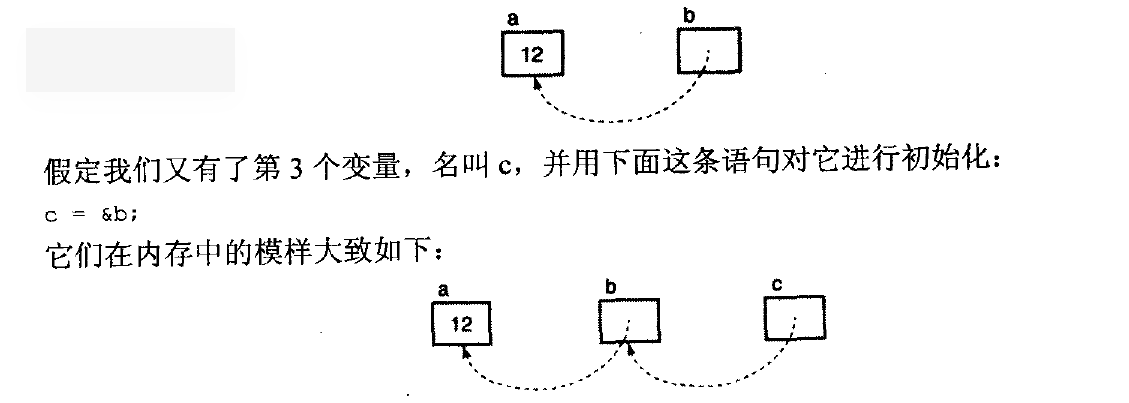 a b
12
假定我们又有了第 3 个变量，名叫 c，并用下面这条语句对它进行初始化：
c = &b;
它们在内存中的模样大致如下：
a b c
12